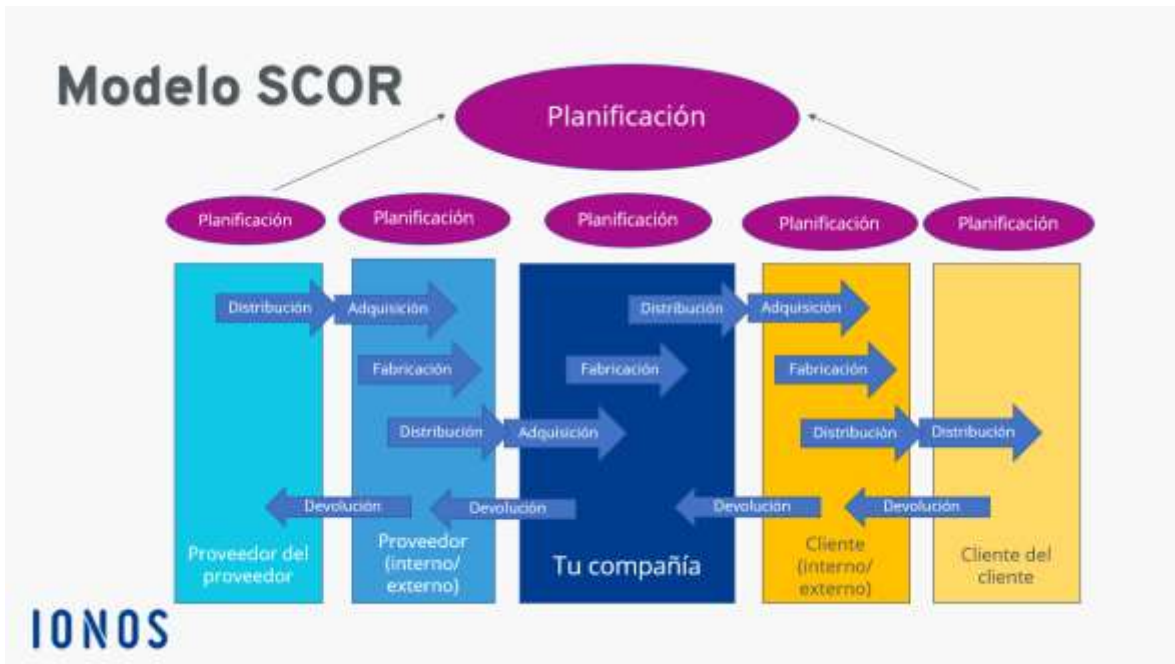 Modelo SCOR
Planificación
Planificación
Planificación
Planificación
Planificación
Planificación
Distribución
Adquisición
Distribución
Adquisición
Fabricación
Fabricación
Fabricación
Distribución
Adquisición
Distribución
Distribución
Devolución
Devolución
Devolución
Devolución
Proveedor del
proveedor
Proveedor
(interno/
externo)
Tu compañía
Cliente
(interno/
externo)
Cliente del
cliente
IONOS